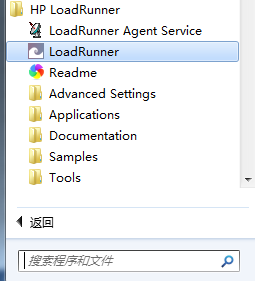 HP LoadRunner
LoadRunner Agent Service
LoadRunner
Readme
Advanced Settings
Applications
Documentation
Samples
Tools
返回
搜索程序和文件